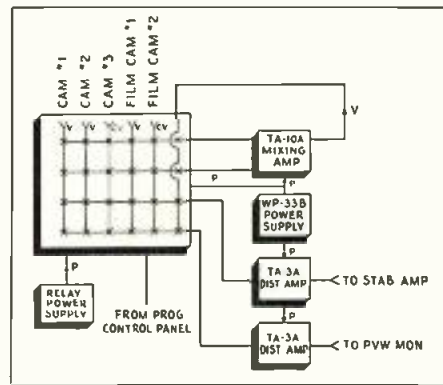 CAM #1
CAM #2
CAM #3
FILM CAM #1
FILM CAM #2
V
V
CV
V
CV
V
TA-10A
MIXING
AMP
P
P
WP-33B
POWER
SUPPLY
P
P
TA-3A
DIST AMP
TO STAB AMP
RELAY
POWER
SUPPLY
FROM PROG
CONTROL PANEL
P
TA-3A
DIST AMP
TO PVW MON